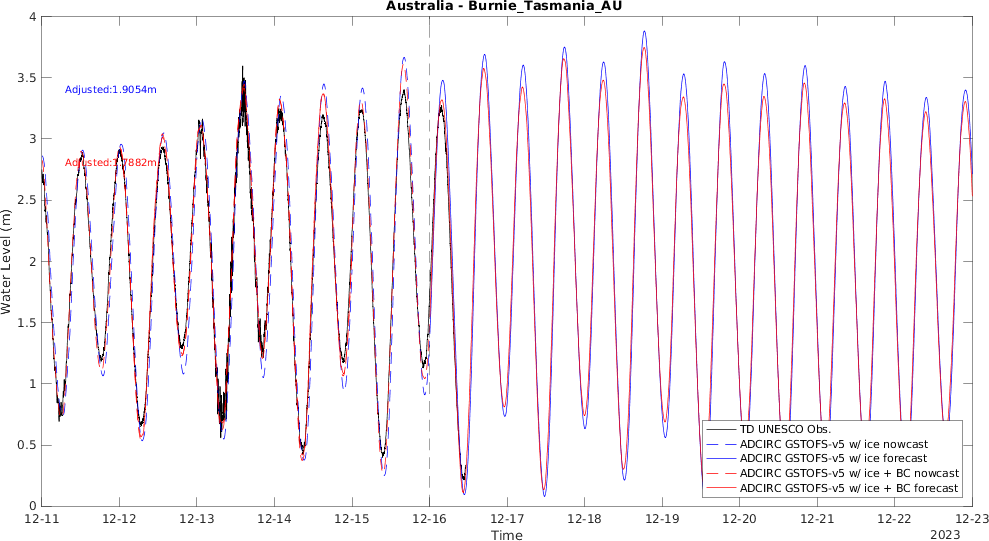 Australia - Burnie_Tasmania_AU
4
3.5
3
2.5
2
1.5
1
0.5
0
Water Level (m)
Adjusted:1.9054m
Adjusted:1.7882m
TD UNESCO Obs.
ADCIRC GSTOFS-v5 w/ ice nowcast
ADCIRC GSTOFS-v5 w/ ice forecast
ADCIRC GSTOFS-v5 w/ ice + BC nowcast
ADCIRC GSTOFS-v5 w/ ice + BC forecast
12-11 12-12 12-13 12-14 12-15 12-16 12-17 12-18 12-19 12-20 12-21 12-22 12-23
Time
2023